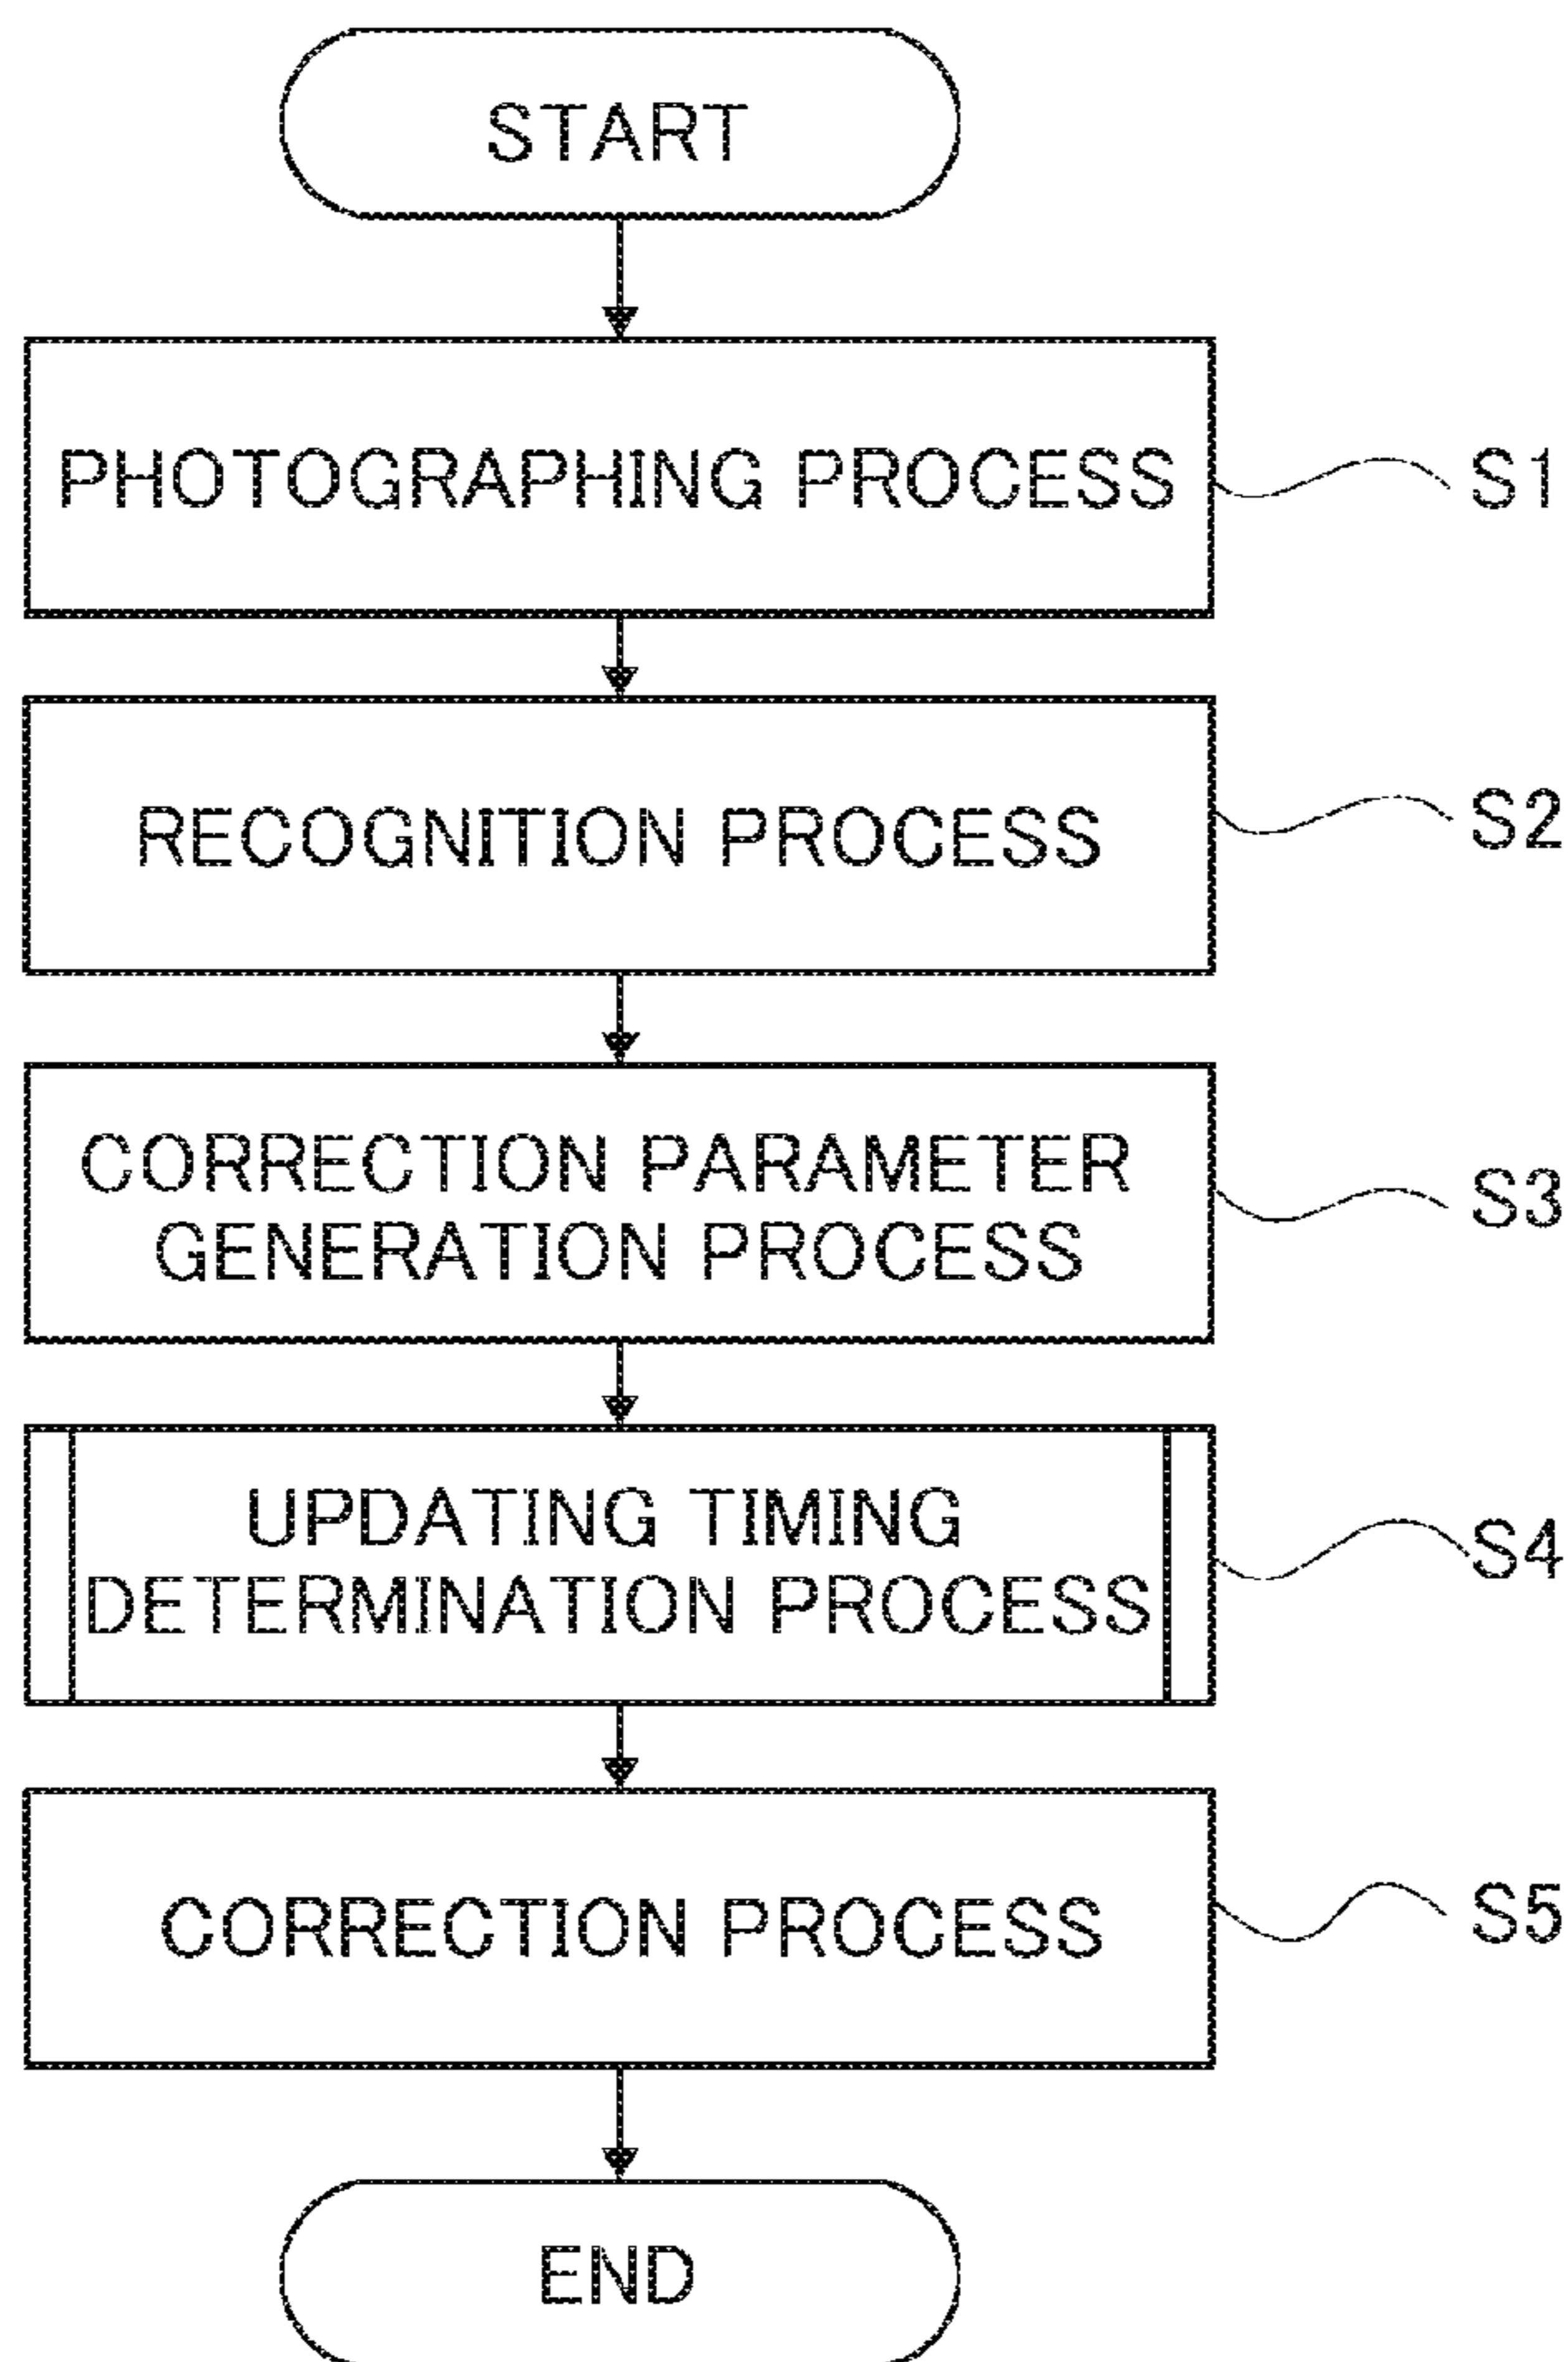 START
PHOTOGRAPHING PROCESS
S1
RECOGNITION PROCESS
S2
CORRECTION PARAMETER
GENERATION PROCESS
S3
UPDATING TIMING
DETERMINATION PROCESS
S4
CORRECTION PROCESS
S5
END